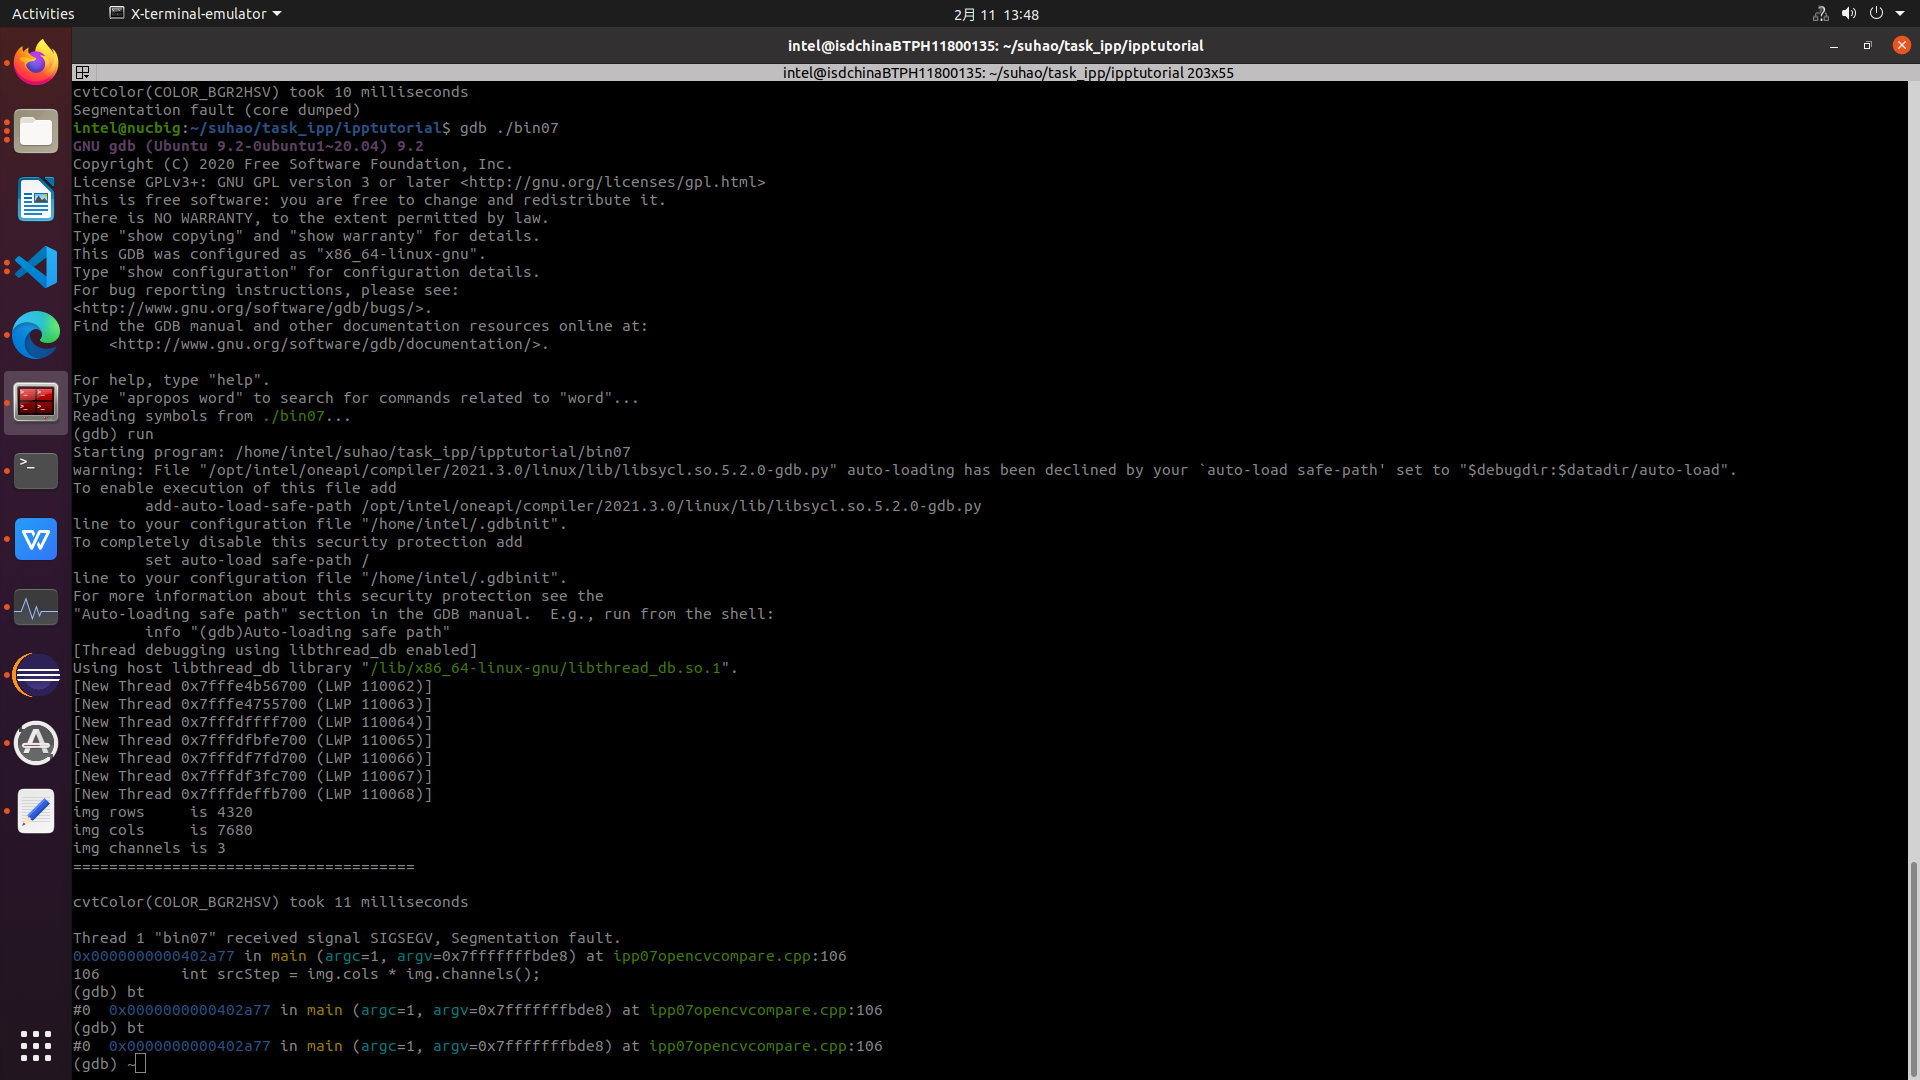 Activities
X-terminal-emulator
2月 11 13:48
intel@isdchinaBTPH11800135: ~/suhao/task_ipp/ipptutorial
intel@isdchinaBTPH11800135: ~/suhao/task_ipp/ipptutorial 203x55
cvtColor(COLOR_BGR2HSV) took 10 milliseconds
Segmentation fault (core dumped)
intel@nucbig:~/suhao/task_ipp/ipptutorial$ gdb ./bin07
GNU gdb (Ubuntu 9.2-0ubuntu1~20.04) 9.2
Copyright (C) 2020 Free Software Foundation, Inc.
License GPLv3+: GNU GPL version 3 or later <http://gnu.org/licenses/gpl.html>
This is free software: you are free to change and redistribute it.
There is NO WARRANTY, to the extent permitted by law.
Type "show copying" and "show warranty" for details.
This GDB was configured as "x86_64-linux-gnu".
Type "show configuration" for configuration details.
For bug reporting instructions, please see:
<http://www.gnu.org/software/gdb/bugs/>.
Find the GDB manual and other documentation resources online at:
    <http://www.gnu.org/software/gdb/documentation/>.
For help, type "help".
Type "apropos word" to search for commands related to "word"...
Reading symbols from ./bin07...
(gdb) run
Starting program: /home/intel/suhao/task_ipp/ipptutorial/bin07
warning: File "/opt/intel/oneapi/compiler/2021.3.0/linux/lib/libsycl.so.5.2.0-gdb.py" auto-loading has been declined by your `auto-load safe-path' set to "$debugdir:$datadir/auto-load".
To enable execution of this file add
        add-auto-load-safe-path /opt/intel/oneapi/compiler/2021.3.0/linux/lib/libsycl.so.5.2.0-gdb.py
line to your configuration file "/home/intel/.gdbinit".
To completely disable this security protection add
        set auto-load safe-path /
line to your configuration file "/home/intel/.gdbinit".
For more information about this security protection see the
"Auto-loading safe path" section in the GDB manual.  E.g., run from the shell:
        info "(gdb)Auto-loading safe path"
[Thread debugging using libthread_db enabled]
Using host libthread_db library "/lib/x86_64-linux-gnu/libthread_db.so.1".
[New Thread 0x7fffe4b56700 (LWP 110062)]
[New Thread 0x7fffe4755700 (LWP 110063)]
[New Thread 0x7fffdffff700 (LWP 110064)]
[New Thread 0x7fffdfbfe700 (LWP 110065)]
[New Thread 0x7fffdf7fd700 (LWP 110066)]
[New Thread 0x7fffdf3fc700 (LWP 110067)]
[New Thread 0x7fffdeffb700 (LWP 110068)]
img rows     is 4320
img cols     is 7680
img channels is 3
======================================
cvtColor(COLOR_BGR2HSV) took 11 milliseconds
Thread 1 "bin07" received signal SIGSEGV, Segmentation fault.
0x0000000000402a77 in main (argc=1, argv=0x7fffffffbde8) at ipp07opencvcompare.cpp:106
106         int srcStep = img.cols * img.channels();
(gdb) bt
#0  0x0000000000402a77 in main (argc=1, argv=0x7fffffffbde8) at ipp07opencvcompare.cpp:106
(gdb) bt
#0  0x0000000000402a77 in main (argc=1, argv=0x7fffffffbde8) at ipp07opencvcompare.cpp:106
(gdb) ~